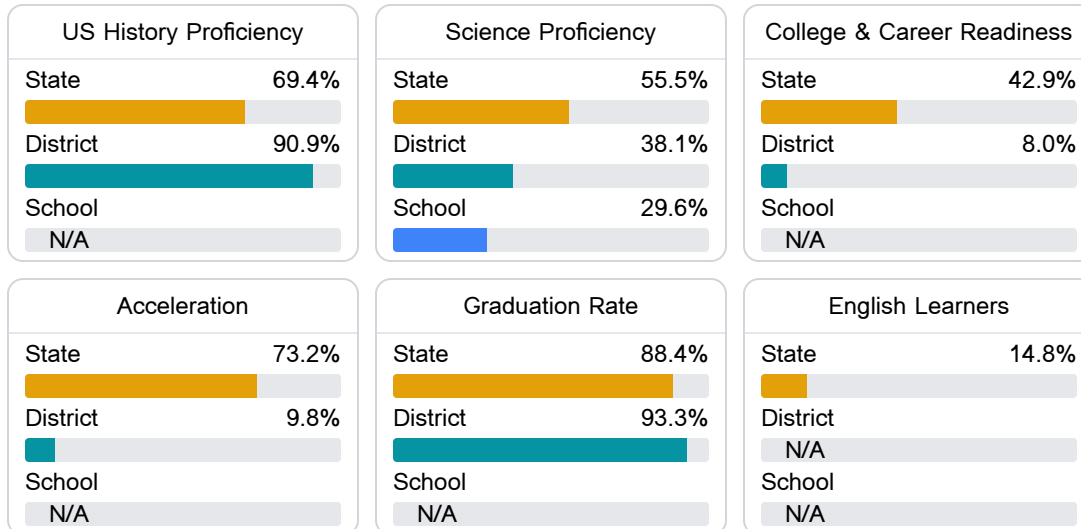 US History Proficiency
State 69.4%
District 90.9%
School
N/A
Science Proficiency
State 55.5%
District 38.1%
School 29.6%
College & Career Readiness
State 42.9%
District 8.0%
School
N/A
Acceleration
State 73.2%
District 9.8%
School
N/A
Graduation Rate
State 88.4%
District 93.3%
School
N/A
English Learners
State 14.8%
District
N/A
School
N/A